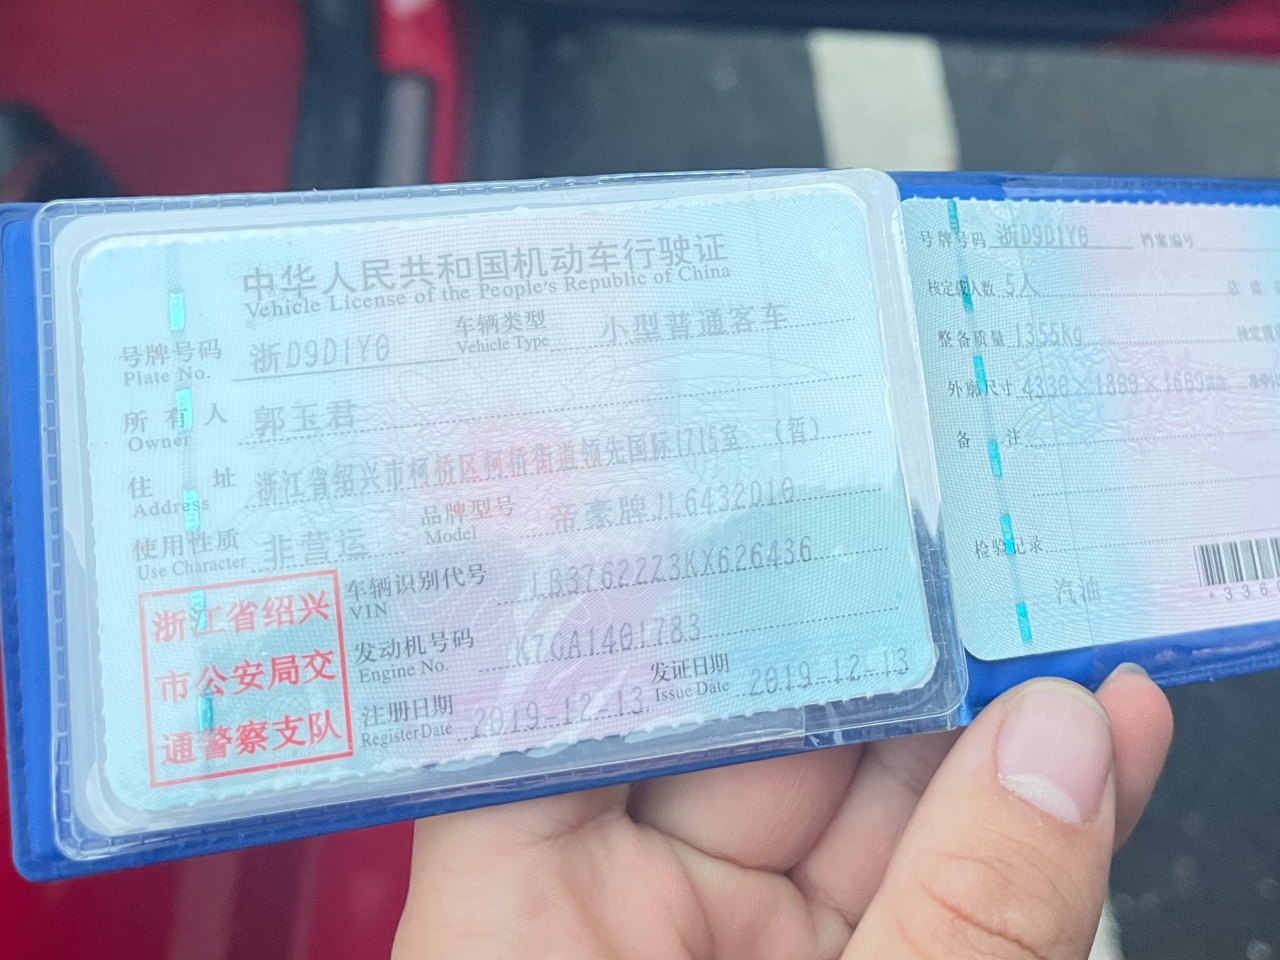 中华人民共和国机动车行驶证
Vehicle License of the People's Republic of China
号牌号码 浙D9D1Y0 车辆类型 小型普通客车
Plate No. Vehicle Type
所有人 郭玉君
Owner
住址 浙江省绍兴市柯桥区柯桥街道领先国际1715室 (暂)
Address
使用性质 非营运 品牌型号 帝豪牌JL6432D10
Use Character Model
车辆识别代号 LB37622Z3KX626436
VIN
发动机号码 K7GA1401783
Engine No.
注册日期 2019-12-13 发证日期 2019-12-13
Register Date Issue Date
浙江省绍兴
市公安局交
通警察支队
号牌号码 浙D9D1Y0 档案编号
核定载人数 5人 总
整备质量 1355Kg 核定
外廓尺寸 4330×1800×1609mm
备注
检验记录
汽油
*336